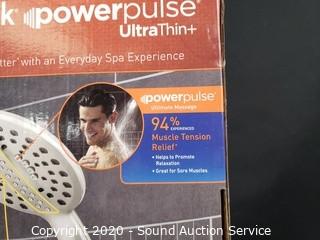 k powerpulse®
UltraThin+
tter* with an Everyday Spa Experience
powerpulse®
Ultimate Massage
94% EXPERIENCED
Muscle Tension
Relief*
• Helps to Promote
Relaxation
• Great for Sore Muscles
Copyright 2020 - Sound Auction Service